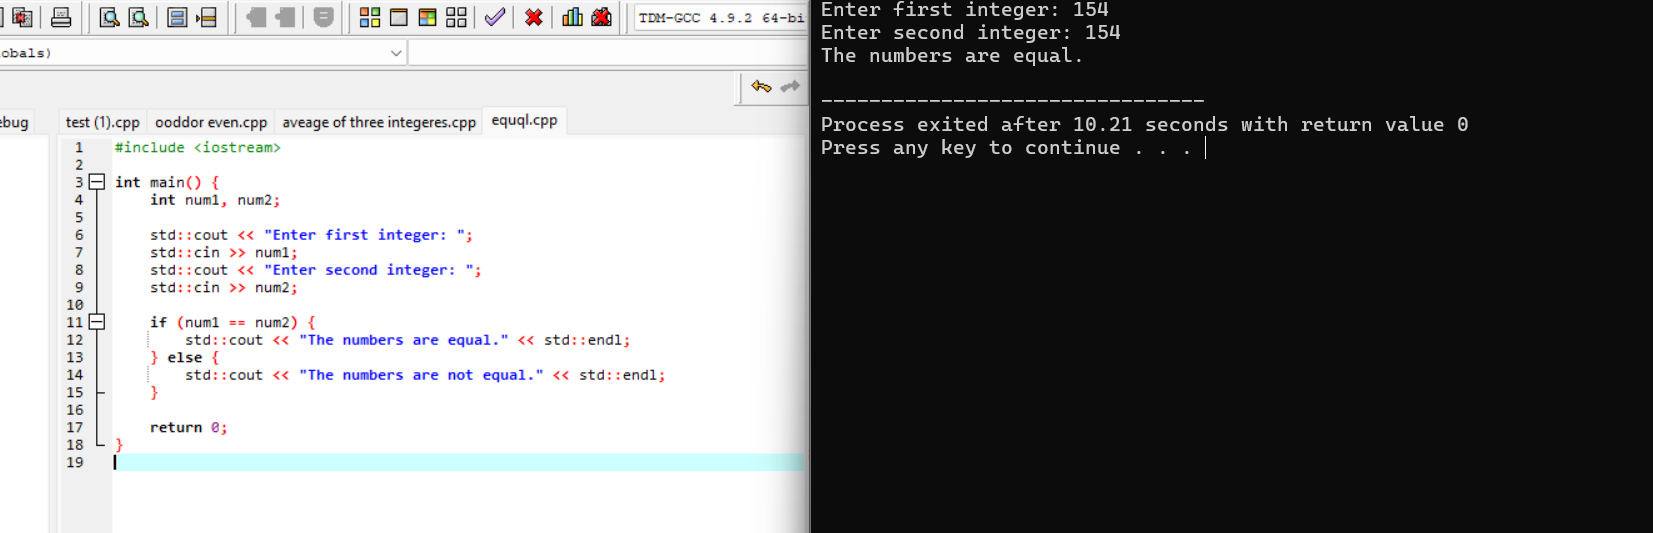 TDM-GCC 4.9.2 64-bi
obals)
ebug
test (1).cpp
ooddor even.cpp
aveage of three integeres.cpp
equql.cpp
1 #include <iostream>
2
3 int main() {
4     int num1, num2;
5
6     std::cout << "Enter first integer: ";
7     std::cin >> num1;
8     std::cout << "Enter second integer: ";
9     std::cin >> num2;
10
11     if (num1 == num2) {
12         std::cout << "The numbers are equal." << std::endl;
13     } else {
14         std::cout << "The numbers are not equal." << std::endl;
15     }
16
17     return 0;
18 }
19
Enter first integer: 154
Enter second integer: 154
The numbers are equal.
--------------------------------
Process exited after 10.21 seconds with return value 0
Press any key to continue . . .